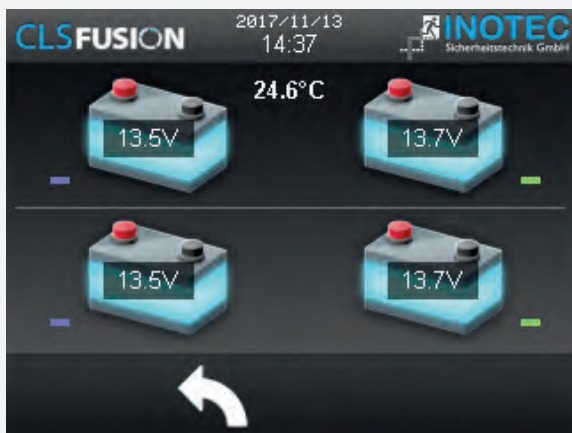 CLSFUSION
2017/11/13
14:37
INOTEC
Sicherheitstechnik GmbH
24.6°C
13.5V
13.7V
13.5V
13.7V